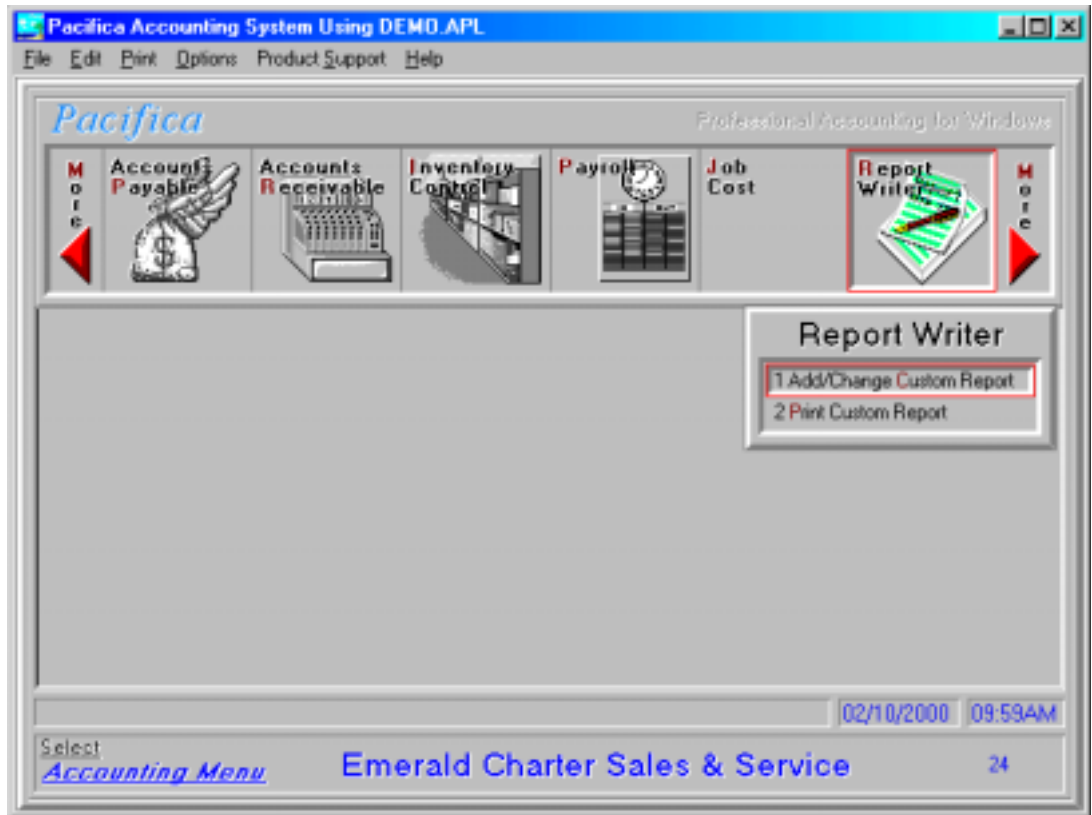 Pacifica Accounting System Using DEMO.APL
File Edit Print Options Product Support Help
Pacifica
Professional Accounting for Windows
More
Accounts
Payable
Accounts
Receivable
Inventory
Control
Payroll
Job
Cost
Report
Writer
More
Report Writer
1 Add/Change Custom Report
2 Print Custom Report
02/10/2000 09:59AM
Select
Accounting Menu
Emerald Charter Sales & Service
24